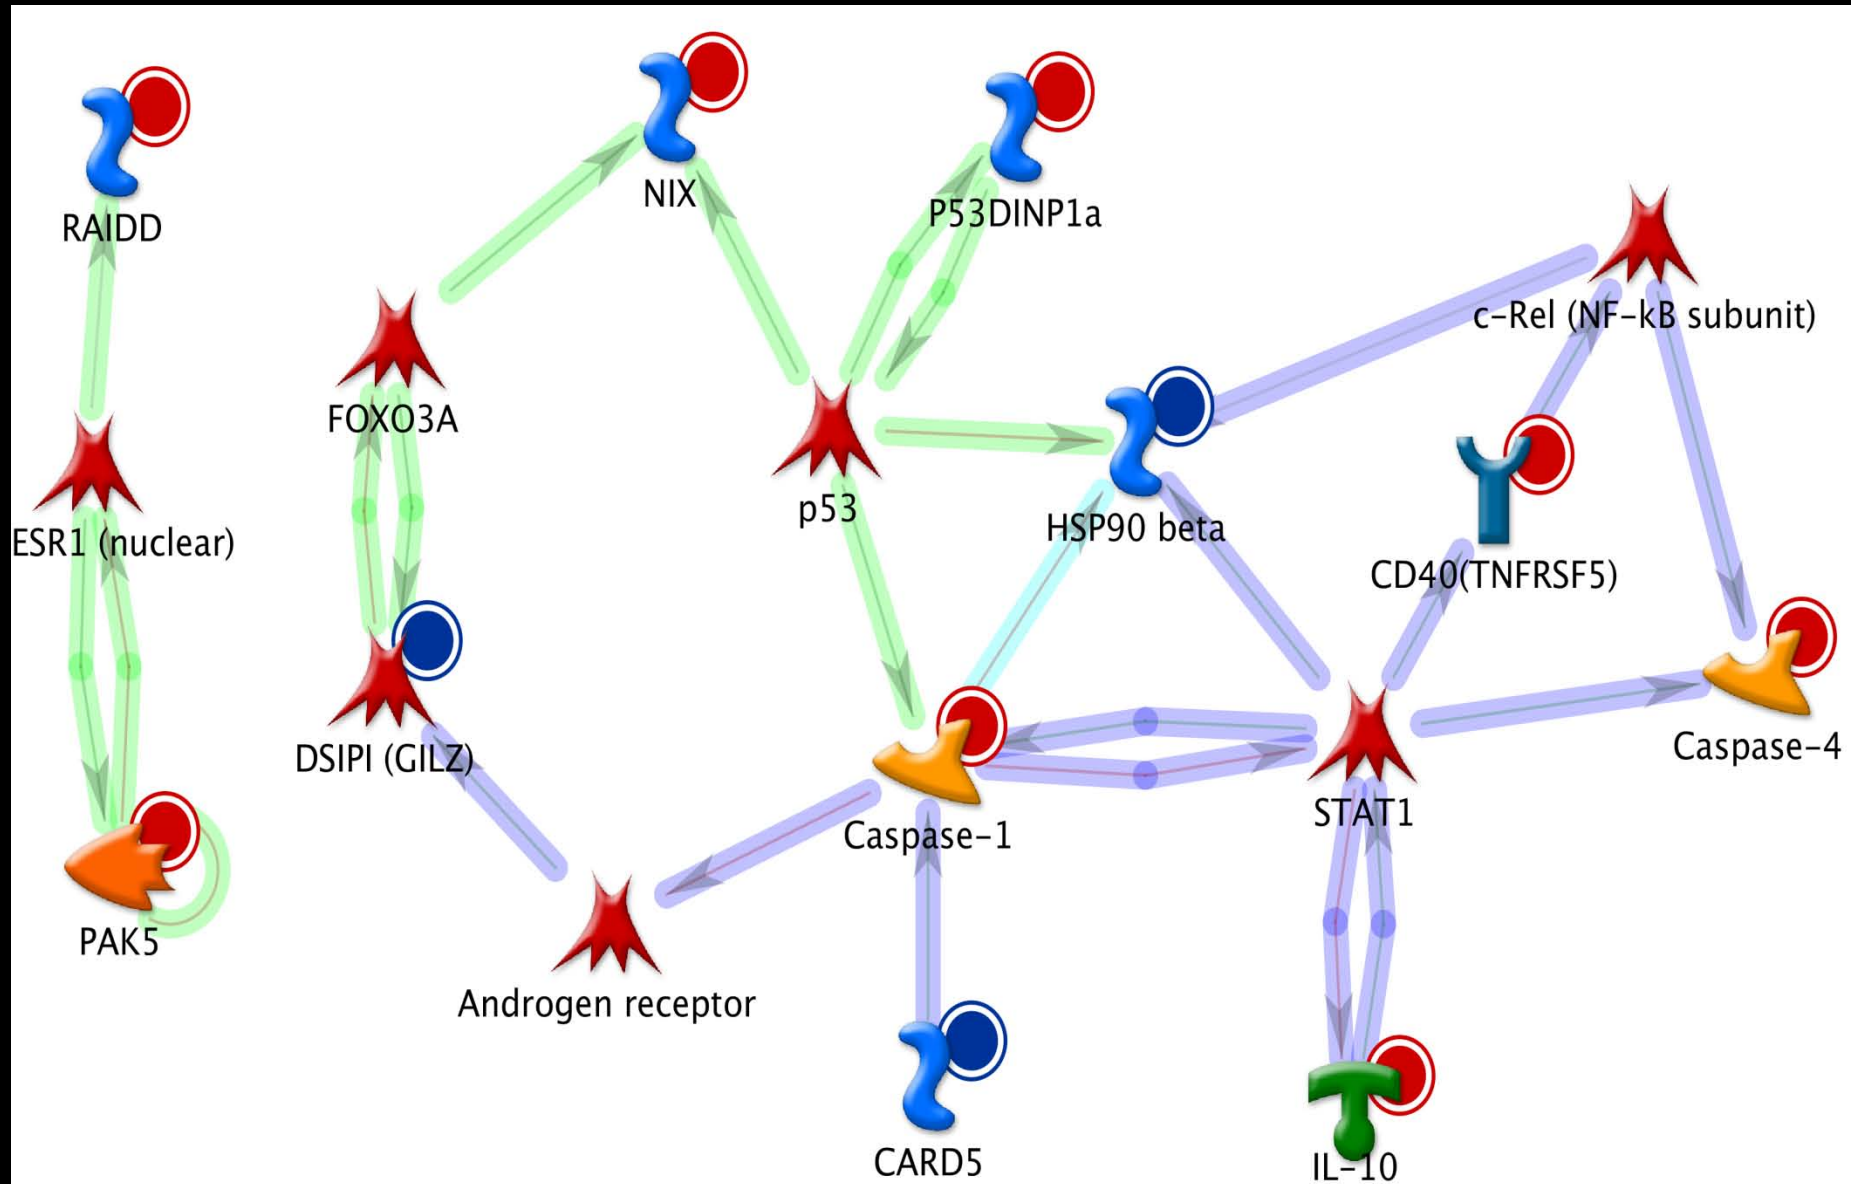 NIX
P53DINP1a
RAIDD
c-Rel (NF-kB subunit)
FOXO3A
p53
HSP90 beta
ESR1 (nuclear)
CD40(TNFRSF5)
DSIPI (GILZ)
Caspase-4
STAT1
Caspase-1
PAK5
Androgen receptor
CARD5
IL-10